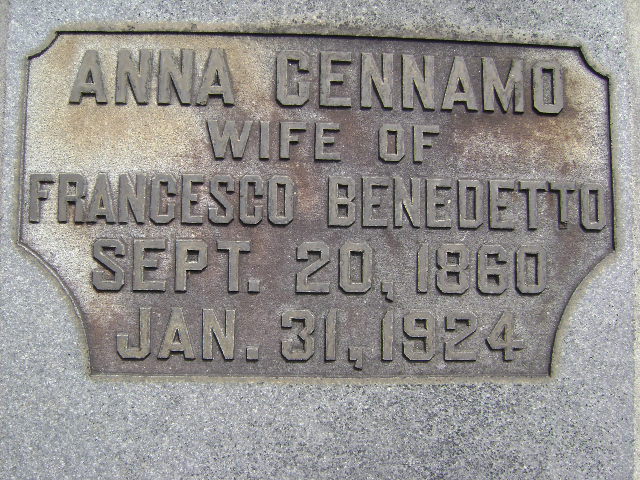 ANNA CENNAMO
WIFE OF
FRANCESCO BENEDETTO
SEPT. 20, 1860
JAN. 31, 1924